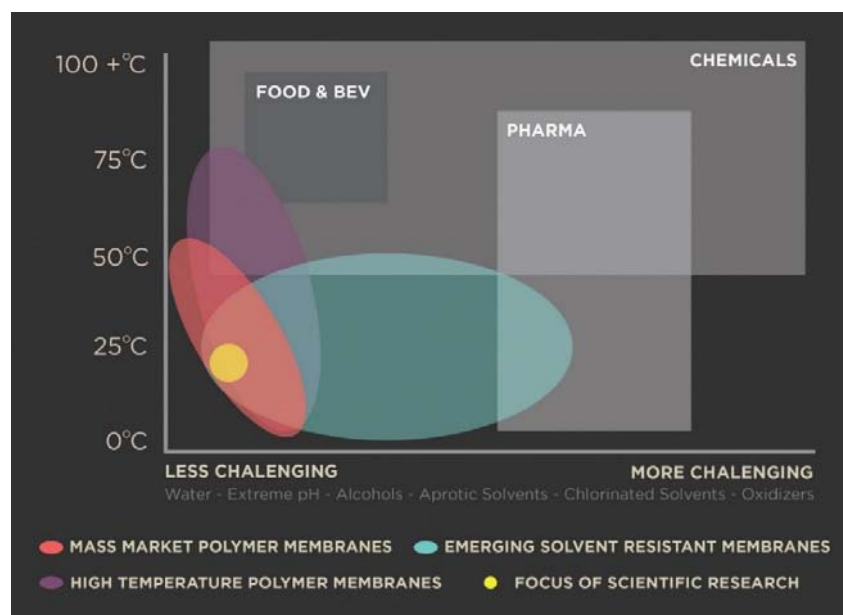 100 +°C
CHEMICALS
FOOD & BEV
PHARMA
75°C
50°C
25°C
0°C
LESS CHALENGING MORE CHALENGING
Water - Extreme pH - Alcohols - Aprotic Solvents - Chlorinated Solvents - Oxidizers
MASS MARKET POLYMER MEMBRANES EMERGING SOLVENT RESISTANT MEMBRANES
HIGH TEMPERATURE POLYMER MEMBRANES FOCUS OF SCIENTIFIC RESEARCH